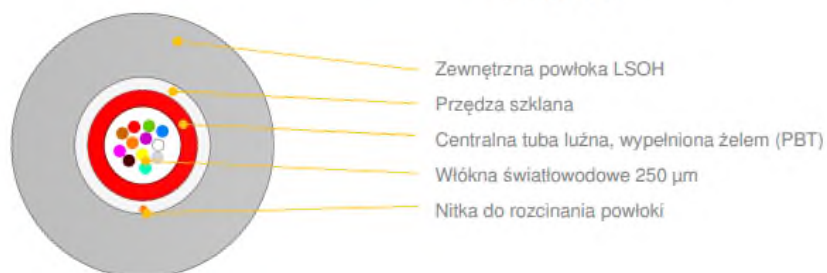 Zewnętrzna powłoka LSOH
Przędza szklana
Centralna tuba luźna, wypełniona żelem (PBT)
Włókna światłowodowe 250 µm
Nitka do rozcinania powłoki